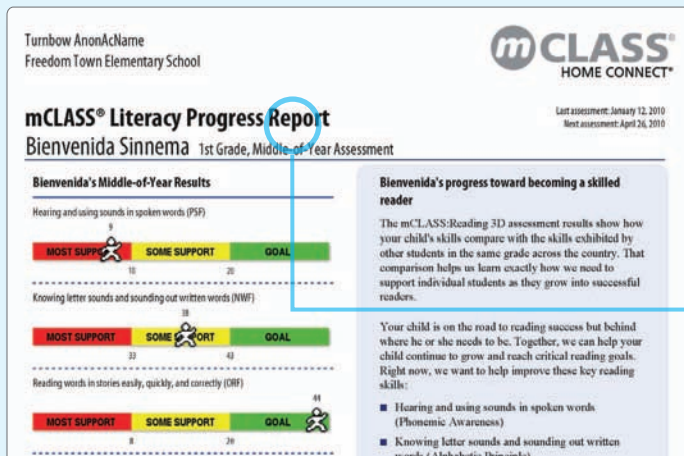 Turnbow AnonAcName
Freedom Town Elementary School
mCLASS®
HOME CONNECT™
mCLASS® Literacy Progress Report
Last assessment: January 12, 2010
Next assessment: April 26, 2010
Bienvenida Sinnema 1st Grade, Middle-of-Year Assessment
Bienvenida's Middle-of-Year Results
Hearing and using sounds in spoken words (PSF)
9
MOST SUPPORT SOME SUPPORT GOAL
10 20
Knowing letter sounds and sounding out written words (NWF)
38
MOST SUPPORT SOME SUPPORT GOAL
33 43
Reading words in stories easily, quickly, and correctly (ORF)
44
MOST SUPPORT SOME SUPPORT GOAL
8 20
Bienvenida's progress toward becoming a skilled
reader
The mCLASS:Reading 3D assessment results show how
your child's skills compare with the skills exhibited by
other students in the same grade across the country. That
comparison helps us learn exactly how we need to
support individual students as they grow into successful
readers.
Your child is on the road to reading success but behind
where he or she needs to be. Together, we can help your
child continue to grow and reach critical reading goals.
Right now, we want to help improve these key reading
skills:
■ Hearing and using sounds in spoken words
(Phonemic Awareness)
■ Knowing letter sounds and sounding out written
words (Alphabetic Principle)